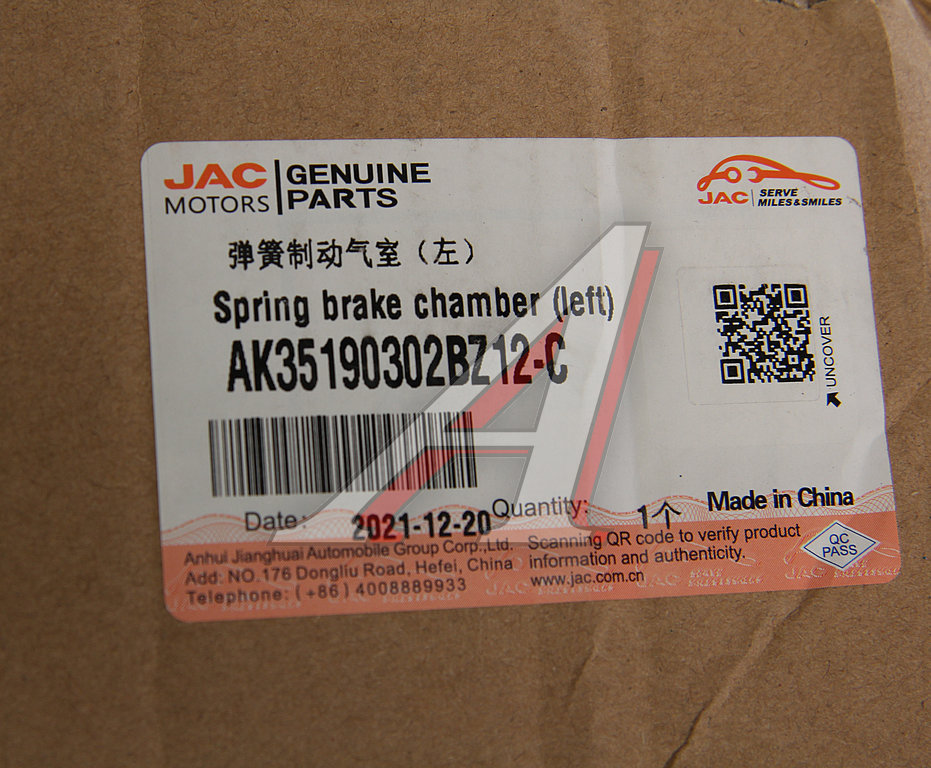 JAC MOTORS
GENUINE PARTS
JAC
SERVE
MILES&SMILES
弹簧制动气室（左）
Spring brake chamber (left)
AK35190302BZ12-C
UNCOVER
Made in China
Date: 2021-12-20
Quantity: 1个
Anhui Jianghuai Automobile Group Corp.,Ltd.
Add: NO.176 Dongliu Road, Hefei, China
Telephone: (+86) 4008889933
Scanning QR code to verify product
information and authenticity.
www.jac.com.cn
QC
PASS